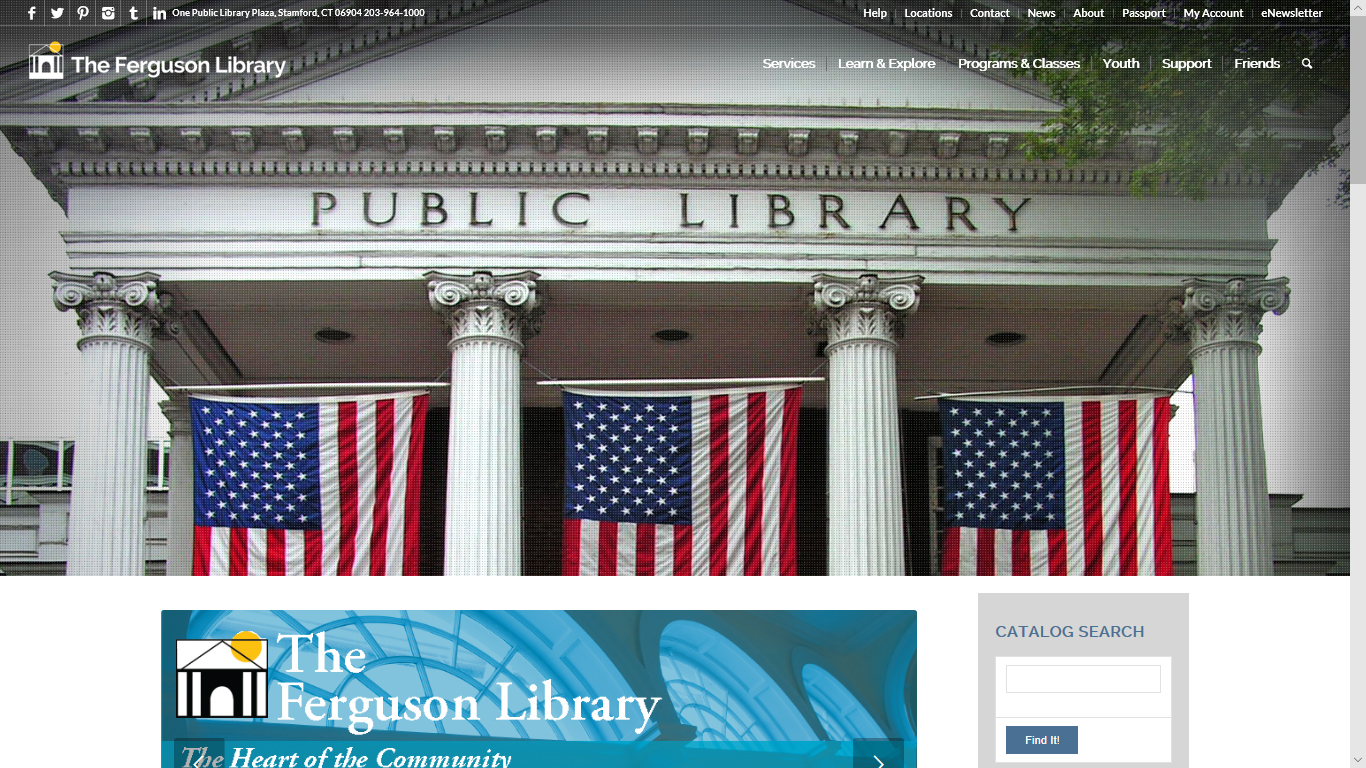 One Public Library Plaza, Stamford, CT 06904 203-964-1000
Help Locations Contact News About Passport My Account eNewsletter
The Ferguson Library
Services Learn & Explore Programs & Classes Youth Support Friends
PUBLIC LIBRARY
CATALOG SEARCH
Find It!
The
Ferguson Library
The Heart of the Community